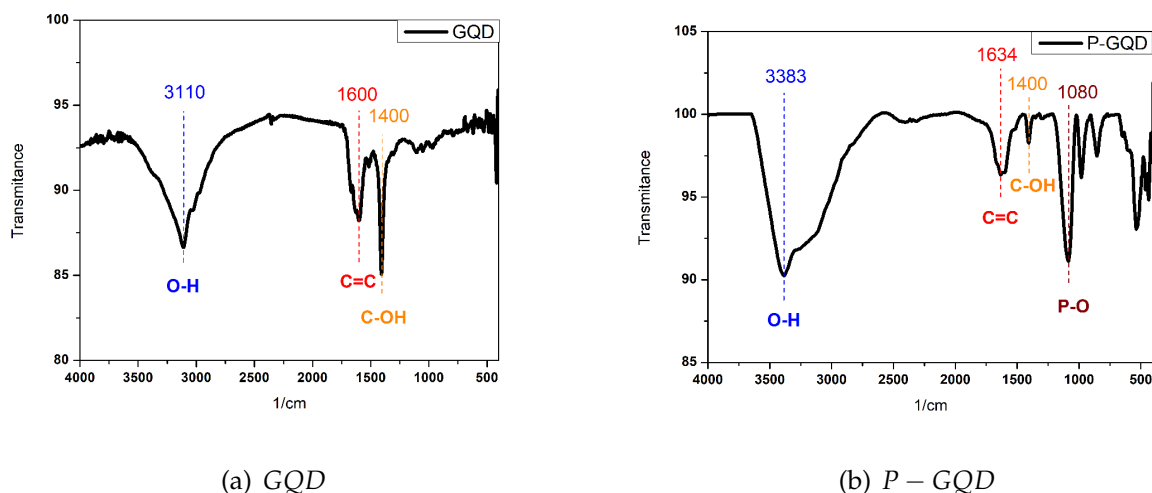 100
95
90
85
80
Transmitance
GQD
3110
1600
1400
O-H
C=C
C-OH
4000 3500 3000 2500 2000 1500 1000 500
1/cm
(a) GQD
105
100
95
90
85
Transmitance
P-GQD
3383
1634
1400
1080
O-H
C=C
C-OH
P-O
4000 3500 3000 2500 2000 1500 1000 500
1/cm
(b) P − GQD